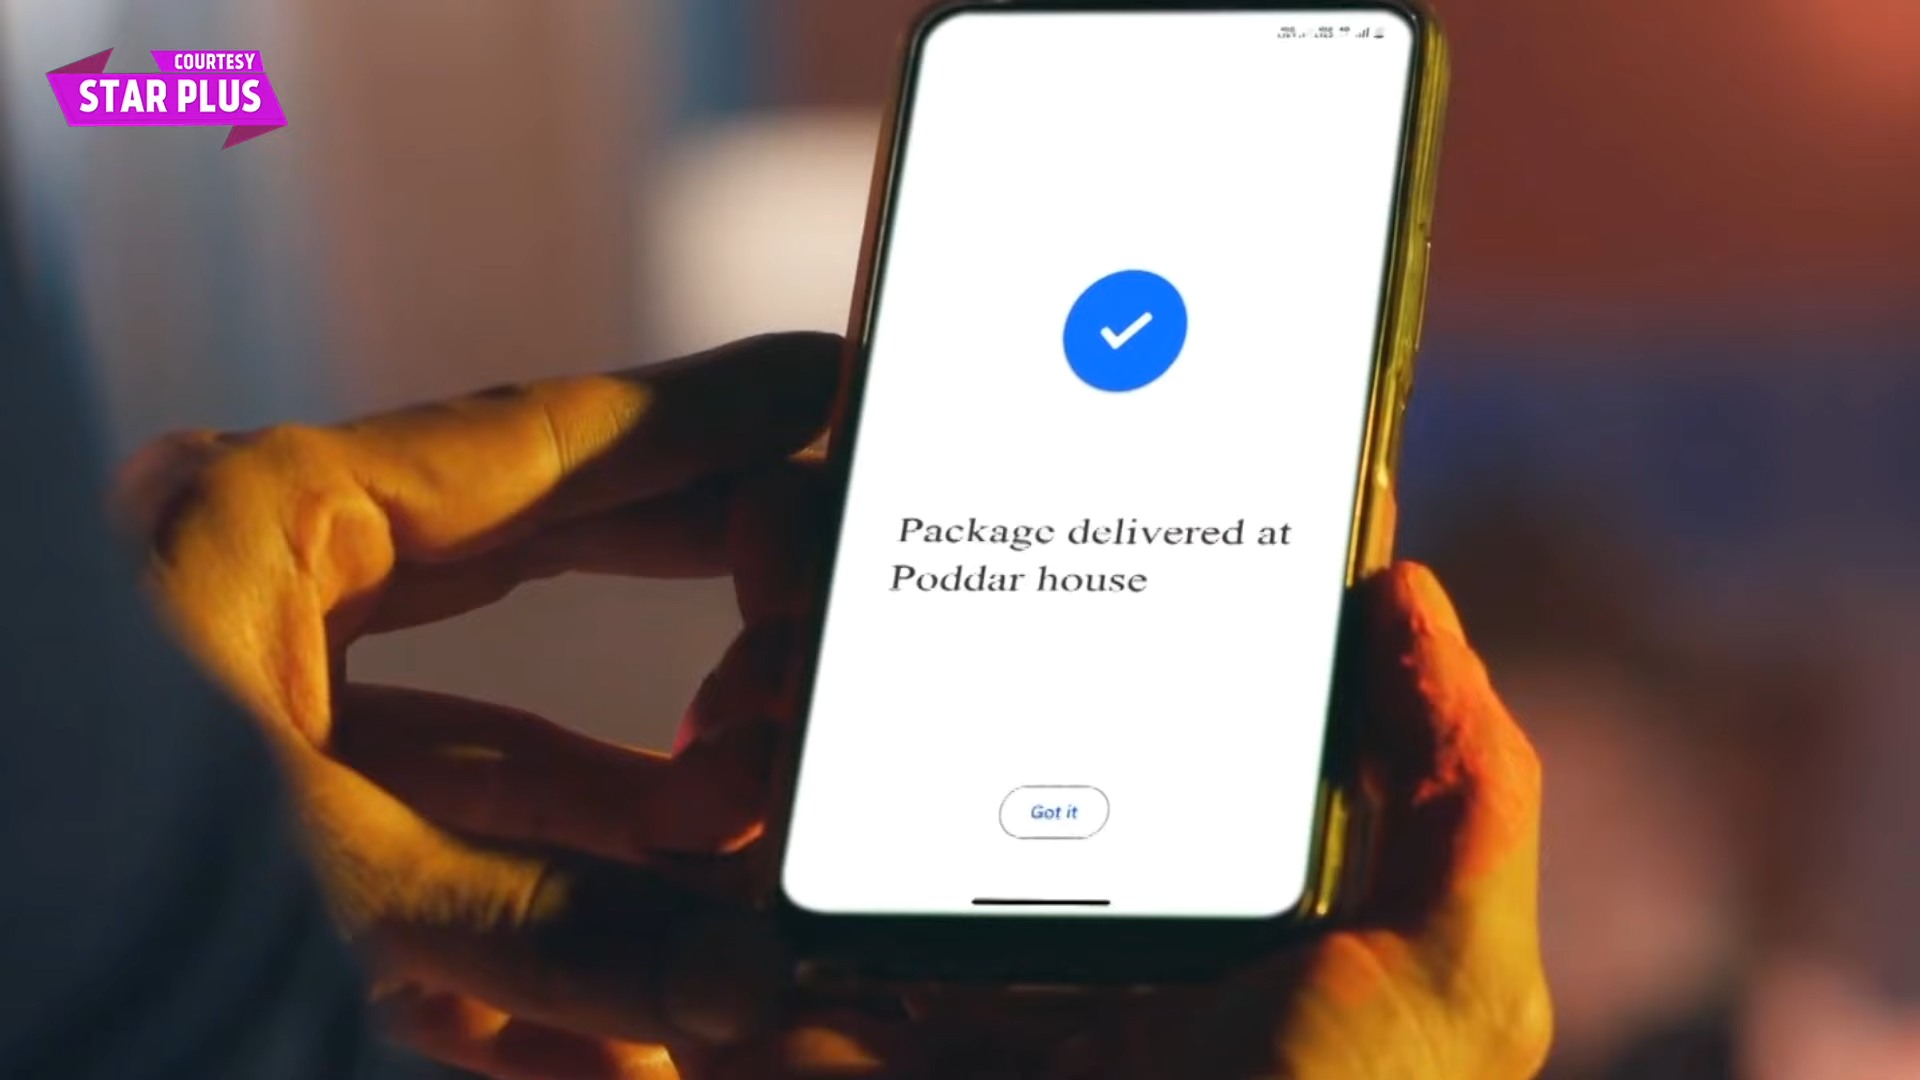 COURTESY
STAR PLUS
Package delivered at
Poddar house
Got it